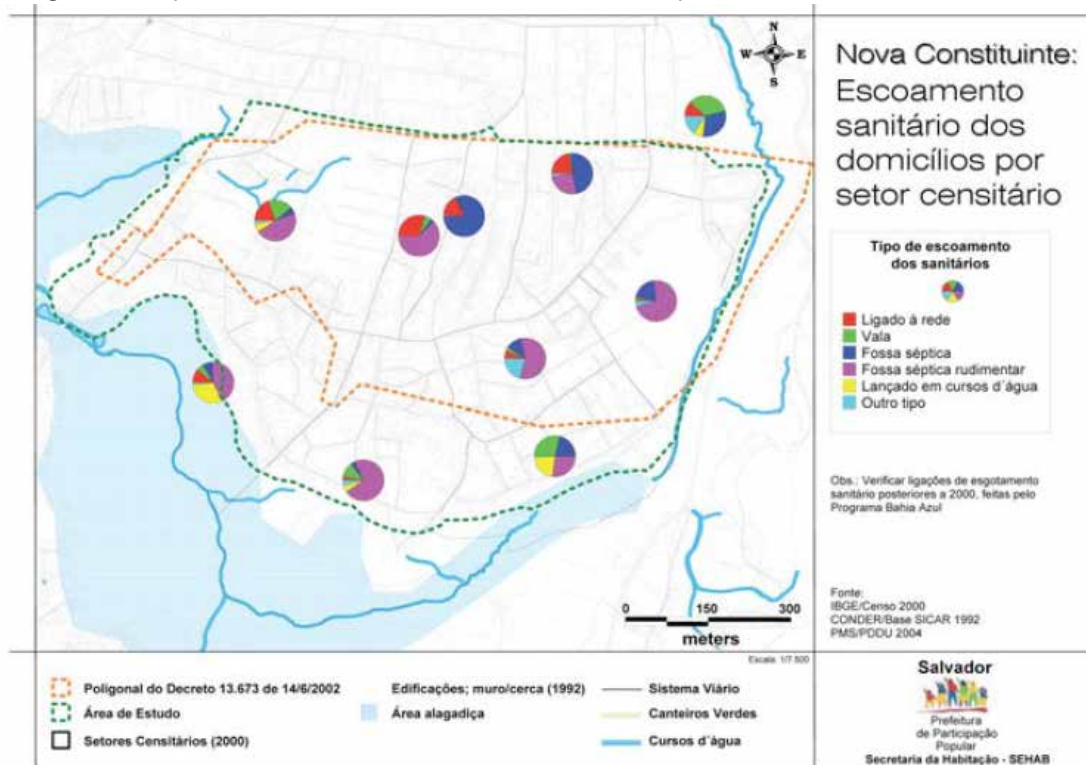 N
W E
S
Nova Constituinte:
Escoamento
sanitário dos
domicílios por
setor censitário
Tipo de escoamento
dos sanitários
Ligado à rede
Vala
Fossa séptica
Fossa séptica rudimentar
Lançado em cursos d´água
Outro tipo
Obs.: Verificar ligações de esgotamento
sanitário posteriores a 2000, feitas pelo
Programa Bahia Azul
Fonte:
IBGE/Censo 2000
CONDER/Base SICAR 1992
PMS/PDDU 2004
0 150 300
meters
Escala: 1/7.500
Poligonal do Decreto 13.673 de 14/6/2002
Área de Estudo
Setores Censitários (2000)
Edificações; muro/cerca (1992)
Área alagadiça
Sistema Viário
Canteiros Verdes
Cursos d´água
Salvador
Prefeitura
de Participação
Popular
Secretaria da Habitação - SEHAB